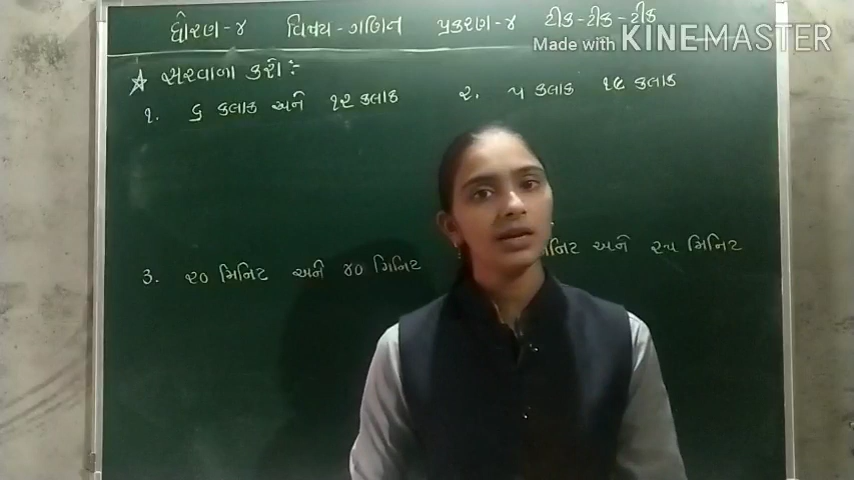 ધોરણ-૪ વિષય-ગણિત પ્રકરણ-૪ ટીક-ટીક-ટીક
Made with KINEMASTER
સરવાળા કરો:-
૧. ૬ કલાક અને ૧૨ કલાક ૨. ૫ કલાક ૧૯ કલાક
૩. ૨૦ મિનિટ અને ૪૦ મિનિટ
અને ૨૫ મિનિટ